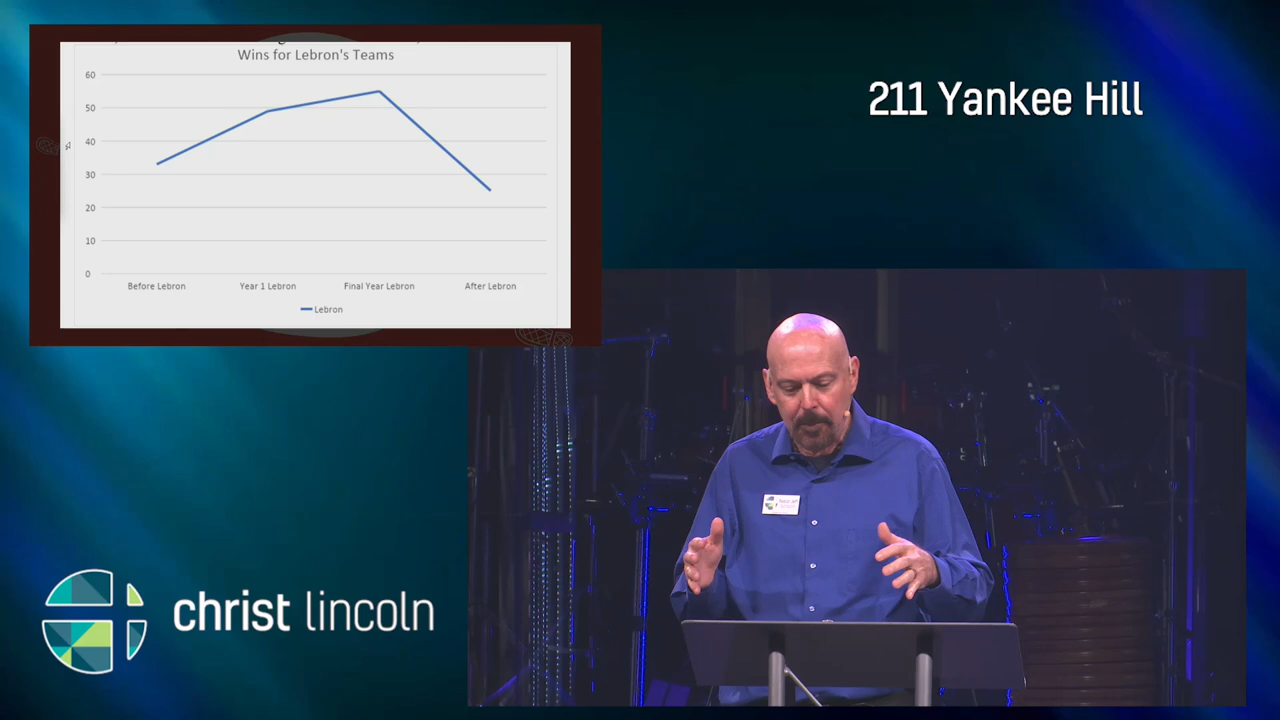 Wins for Lebron's Teams
60
50
40
30
20
10
0
Before Lebron
Year 1 Lebron
Final Year Lebron
After Lebron
Lebron
211 Yankee Hill
christ lincoln